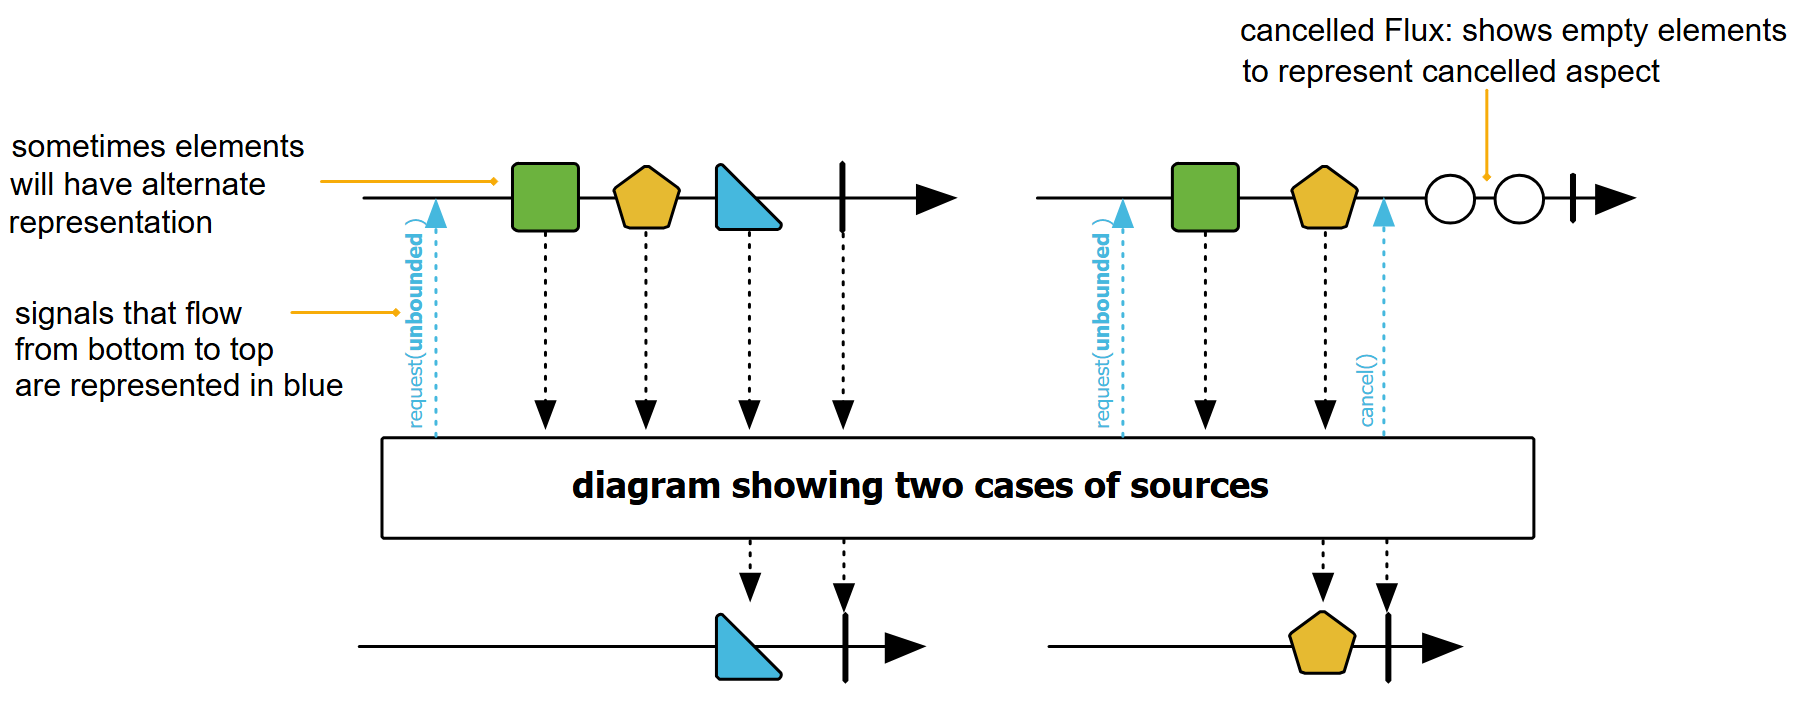 cancelled Flux: shows empty elements
to represent cancelled aspect
sometimes elements
will have alternate
representation
signals that flow
from bottom to top
are represented in blue
request(unbounded )
request(unbounded )
cancel()
diagram showing two cases of sources